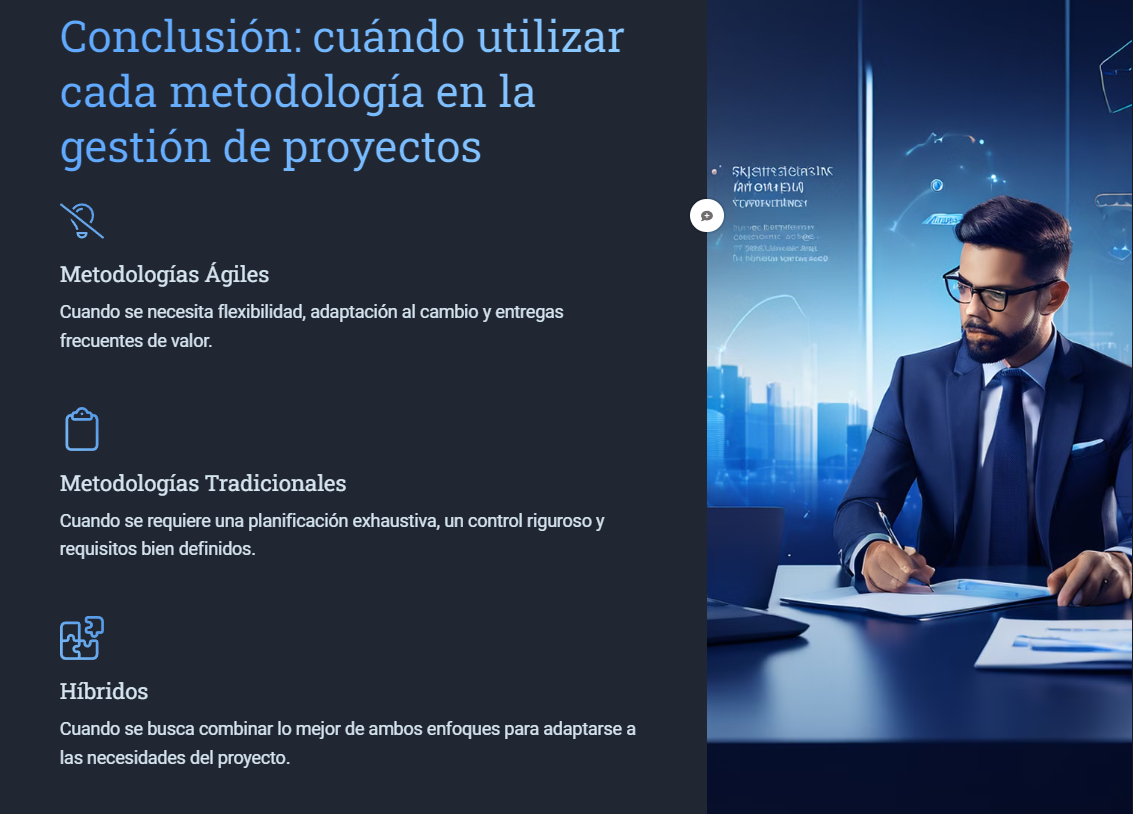 Conclusión: cuándo utilizar
cada metodología en la
gestión de proyectos
Metodologías Ágiles
Cuando se necesita flexibilidad, adaptación al cambio y entregas
frecuentes de valor.
Metodologías Tradicionales
Cuando se requiere una planificación exhaustiva, un control riguroso y
requisitos bien definidos.
Híbridos
Cuando se busca combinar lo mejor de ambos enfoques para adaptarse a
las necesidades del proyecto.